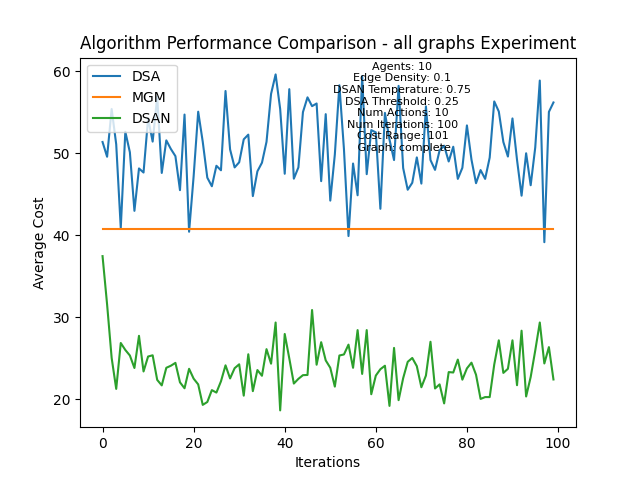 Algorithm Performance Comparison - all graphs Experiment
DSA
MGM
DSAN
Agents: 10
Edge Density: 0.1
DSAN Temperature: 0.75
DSA Threshold: 0.25
Num Actions: 10
Num Iterations: 100
Cost Range: 101
Graph: complete
Average Cost
60
50
40
30
20
0
20
40
60
80
100
Iterations